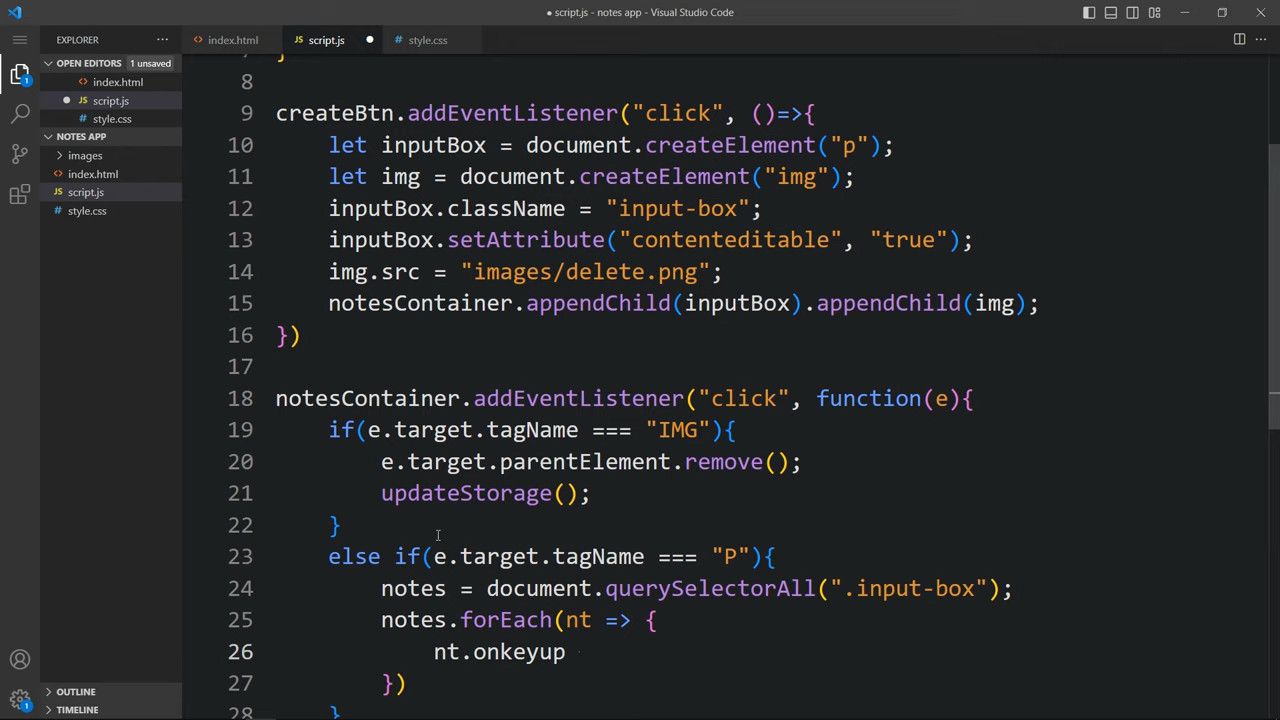 ● script.js - notes app - Visual Studio Code
EXPLORER
index.html
JS script.js
style.css
OPEN EDITORS 1 unsaved
index.html
JS script.js
style.css
NOTES APP
images
index.html
JS script.js
style.css
OUTLINE
TIMELINE
1
1
8
9 createBtn.addEventListener("click", ()=>{
10 let inputBox = document.createElement("p");
11 let img = document.createElement("img");
12 inputBox.className = "input-box";
13 inputBox.setAttribute("contenteditable", "true");
14 img.src = "images/delete.png";
15 notesContainer.appendChild(inputBox).appendChild(img);
16 })
17
18 notesContainer.addEventListener("click", function(e){
19 if(e.target.tagName === "IMG"){
20 e.target.parentElement.remove();
21 updateStorage();
22 }
23 else if(e.target.tagName === "P"){
24 notes = document.querySelectorAll(".input-box");
25 notes.forEach(nt => {
26 nt.onkeyup
27 })
28 }